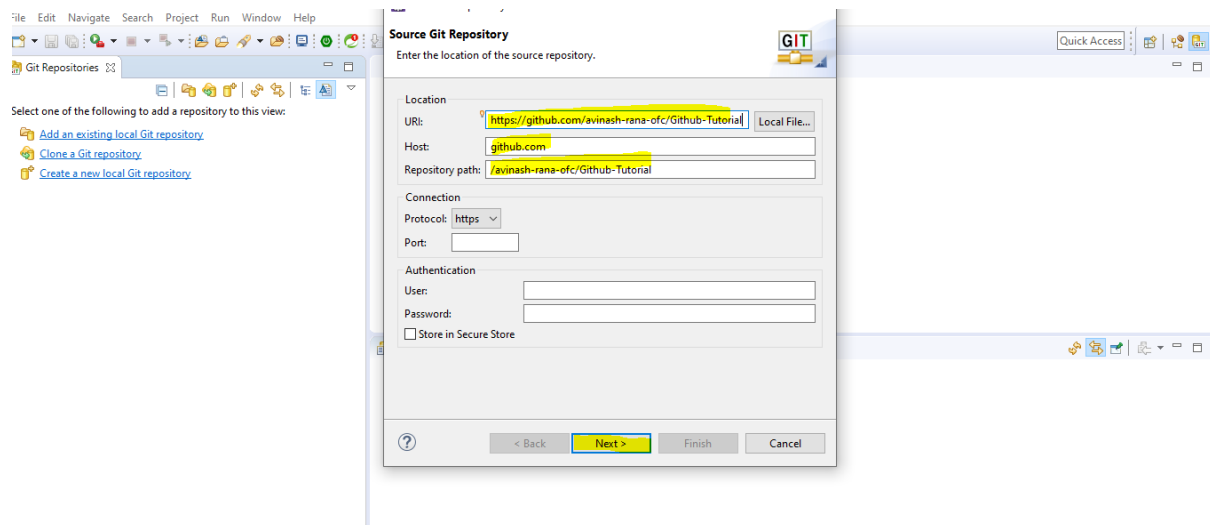 File Edit Navigate Search Project Run Window Help
Quick Access
Git Repositories
Select one of the following to add a repository to this view:
Add an existing local Git repository
Clone a Git repository
Create a new local Git repository
Source Git Repository
Enter the location of the source repository.
GIT
Location
URI: https://github.com/avinash-rana-ofc/Github-Tutorial Local File...
Host: github.com
Repository path: /avinash-rana-ofc/Github-Tutorial
Connection
Protocol: https
Port:
Authentication
User:
Password:
Store in Secure Store
< Back Next > Finish Cancel